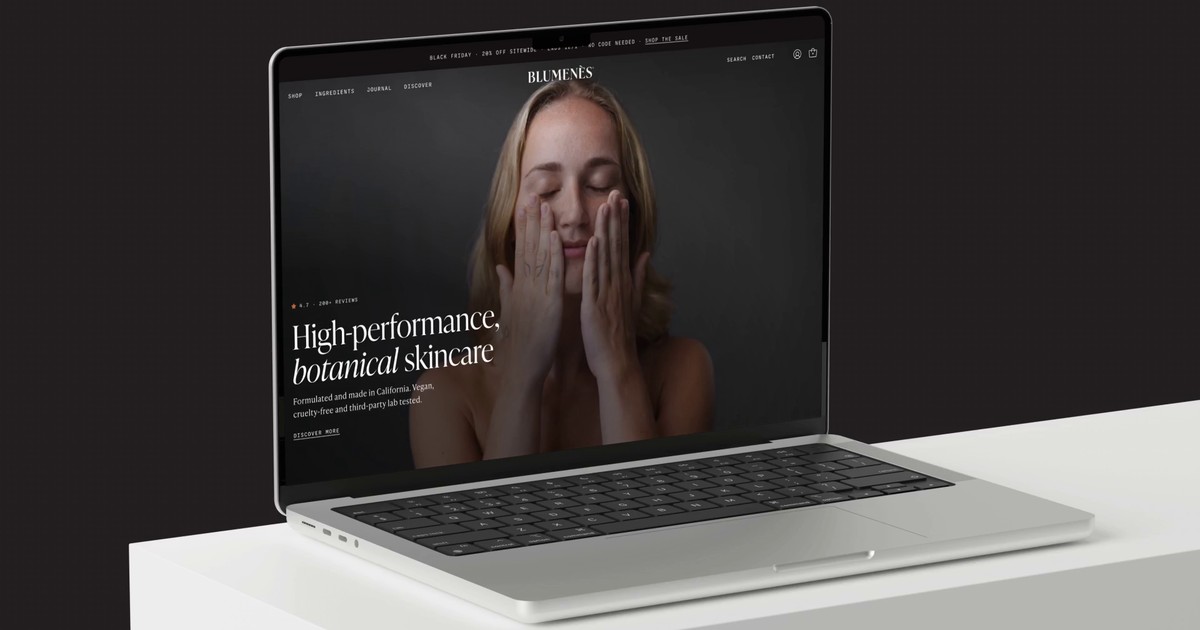 BLACK FRIDAY · 20% OFF SITEWIDE NO CODE NEEDED · SHOP THE SALE
SHOP INGREDIENTS JOURNAL DISCOVER
BLUMENÈS
SEARCH CONTACT
4.7 · 200+ REVIEWS
High-performance,
botanical skincare
Formulated and made in California. Vegan,
cruelty-free and third-party lab tested.
DISCOVER MORE